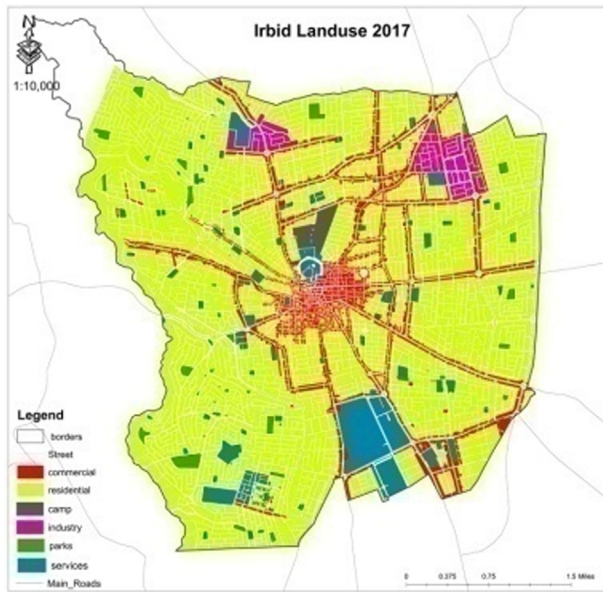 Irbid Landuse 2017
N
1:10,000
Legend
borders
Street
commercial
residential
camp
industry
parks
services
Main_Roads
0 0.375 0.75 1.5 Miles